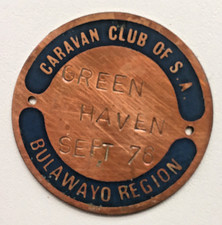 CARAVAN CLUB OF S.A.
GREEN
HAVEN
SEPT 76
BULAWAYO REGION